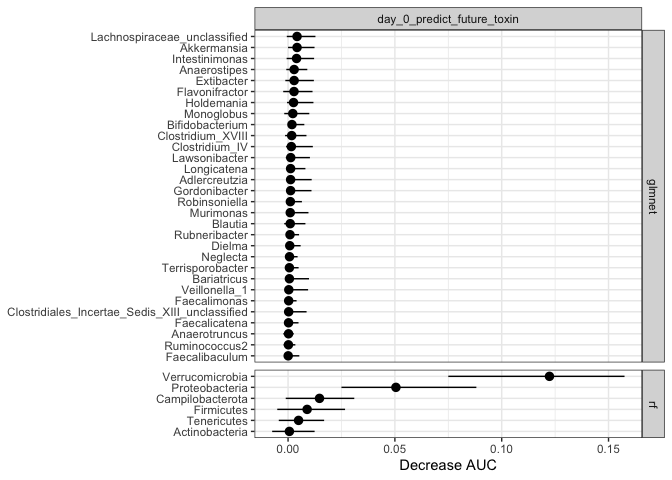 day_0_predict_future_toxin
Lachnospiraceae_unclassified
Akkermansia
Intestinimonas
Anaerostipes
Extibacter
Flavonifractor
Holdemania
Monoglobus
Bifidobacterium
Clostridium_XVIII
Clostridium_IV
Lawsonibacter
Longicatena
Adlercreutzia
Gordonibacter
Robinsoniella
Murimonas
Blautia
Rubneribacter
Dielma
Neglecta
Terrisporobacter
Bariatricus
Veillonella_1
Faecalimonas
Clostridiales_Incertae_Sedis_XIII_unclassified
Faecalicatena
Anaerotruncus
Ruminococcus2
Faecalibaculum
glmnet
Verrucomicrobia
Proteobacteria
Campilobacterota
Firmicutes
Tenericutes
Actinobacteria
rf
0.00 0.05 0.10 0.15
Decrease AUC